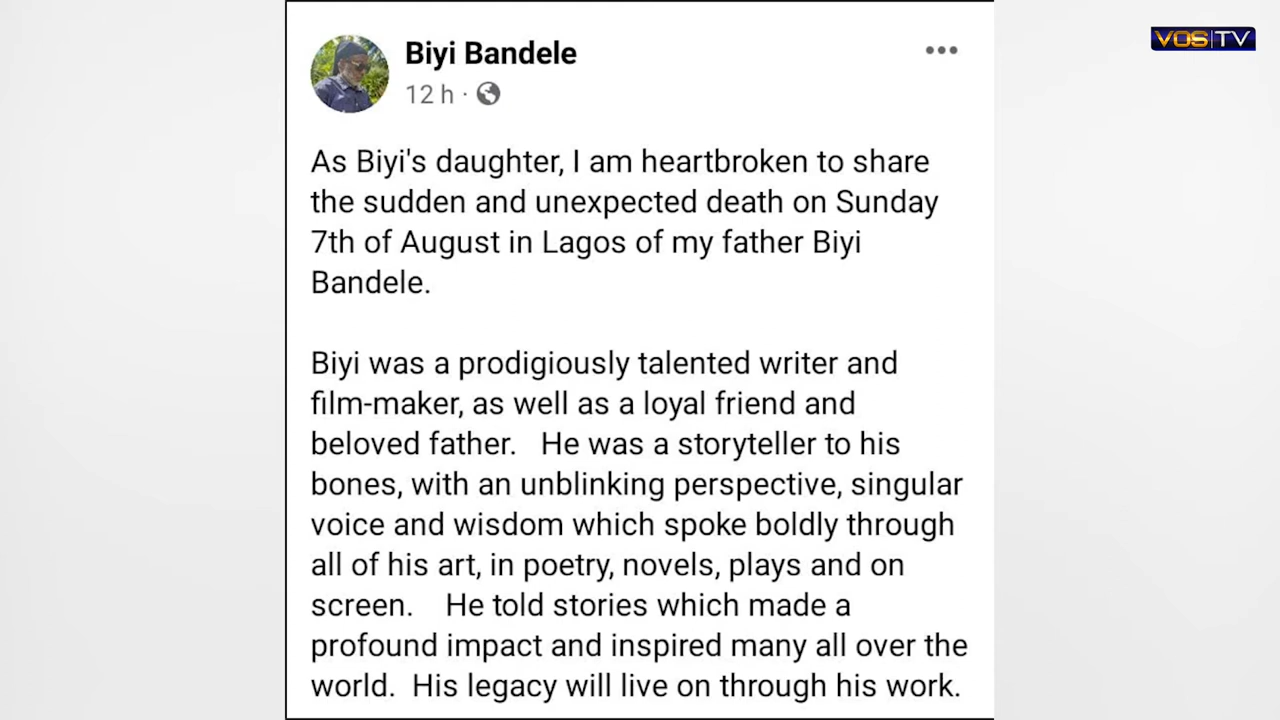 VOS TV
Biyi Bandele
12 h ·
As Biyi's daughter, I am heartbroken to share
the sudden and unexpected death on Sunday
7th of August in Lagos of my father Biyi
Bandele.
Biyi was a prodigiously talented writer and
film-maker, as well as a loyal friend and
beloved father. He was a storyteller to his
bones, with an unblinking perspective, singular
voice and wisdom which spoke boldly through
all of his art, in poetry, novels, plays and on
screen. He told stories which made a
profound impact and inspired many all over the
world. His legacy will live on through his work.